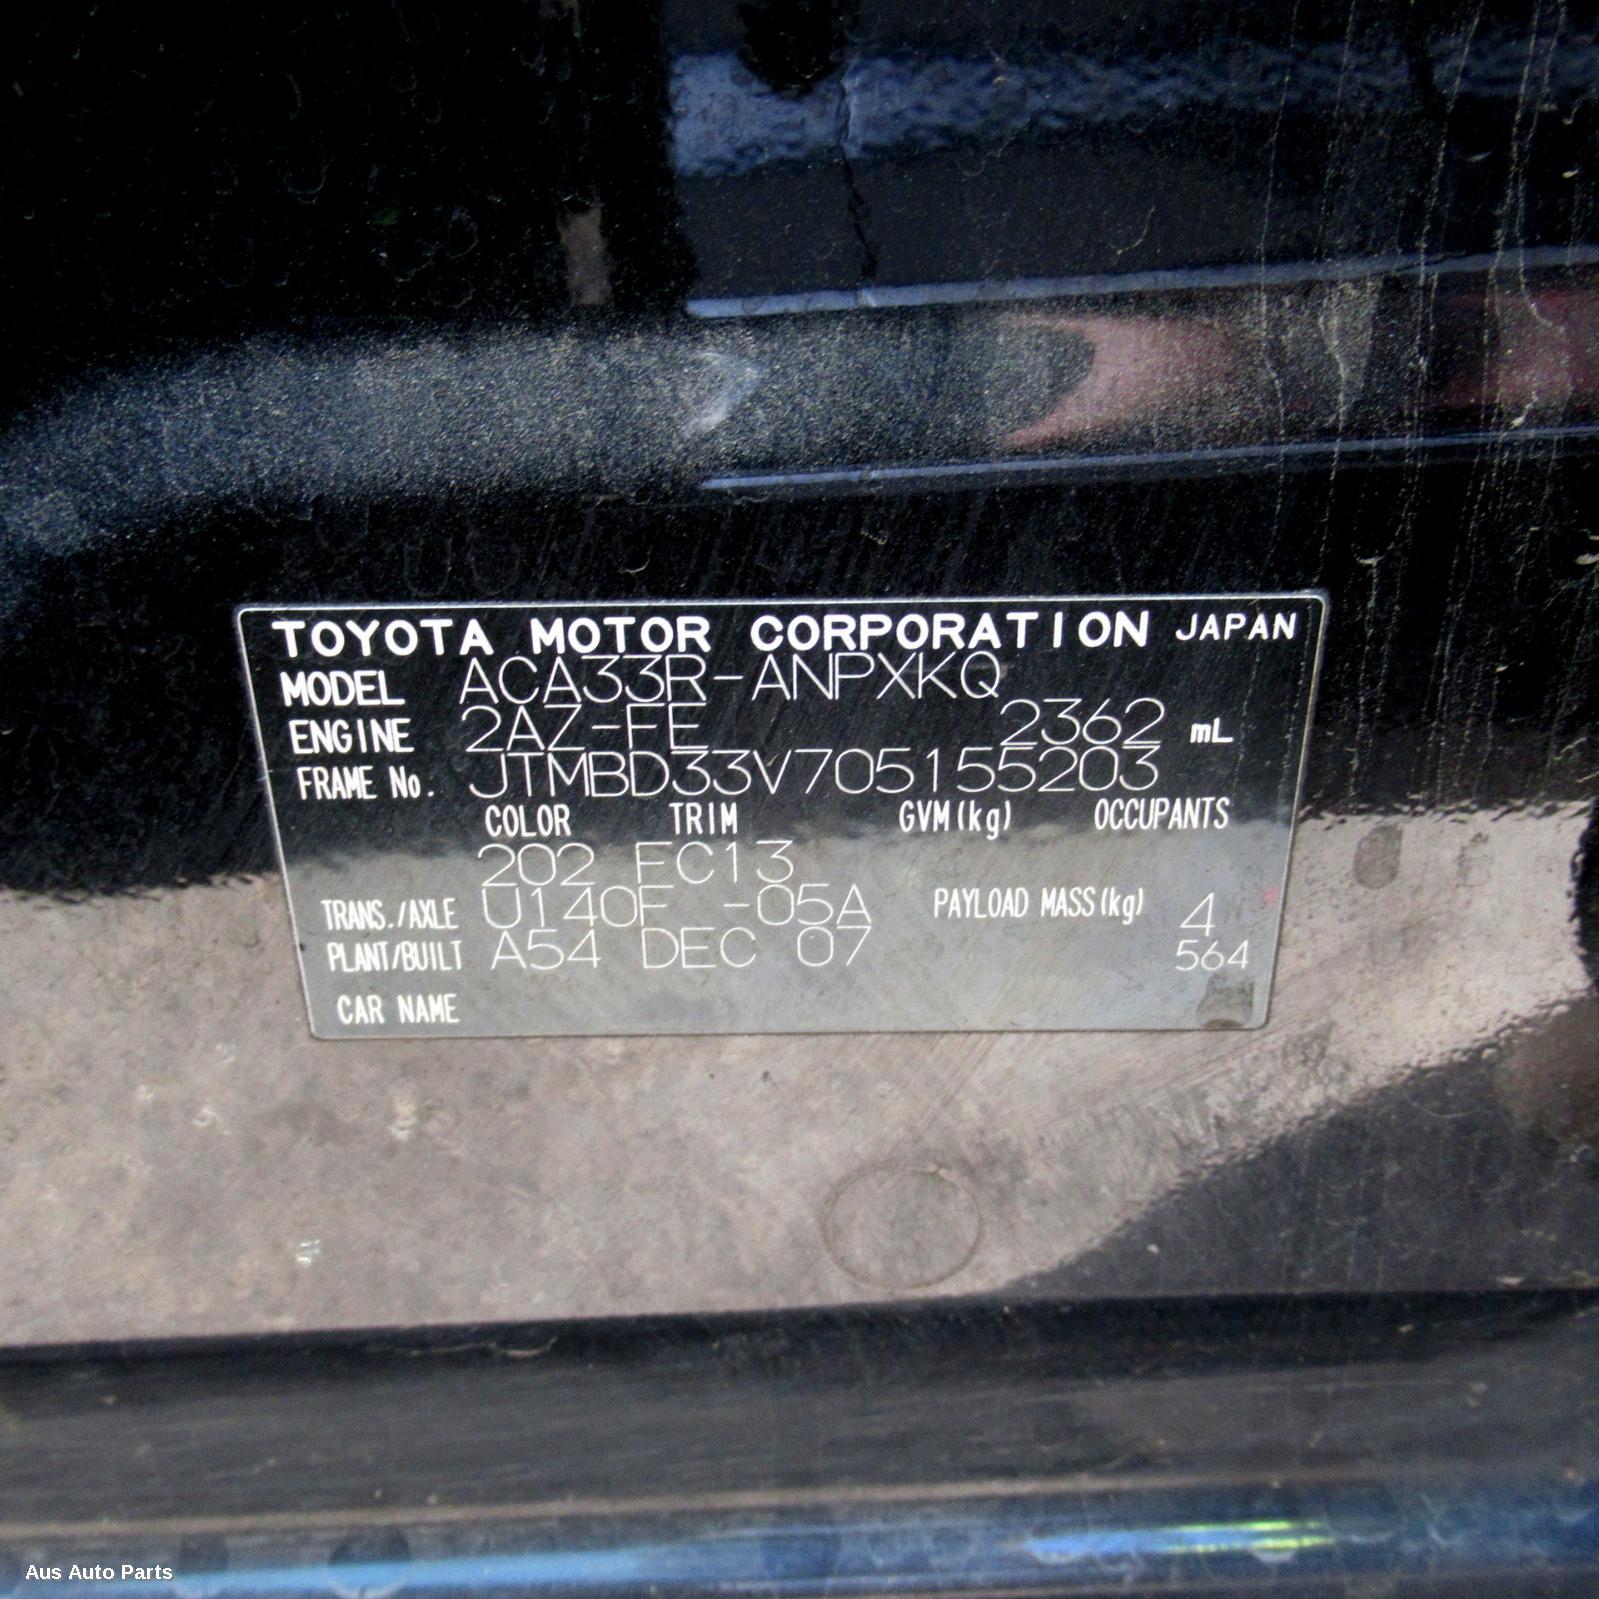 TOYOTA MOTOR CORPORATION JAPAN
MODEL ACA33R-ANPXKQ
ENGINE 2AZ-FE 2362 mL
FRAME No. JTMBD33V705155203
COLOR TRIM GVM(kg) OCCUPANTS
202 FC13
TRANS./AXLE U140F -05A PAYLOAD MASS(kg) 4
PLANT/BUILT A54 DEC 07 564
CAR NAME
Aus Auto Parts